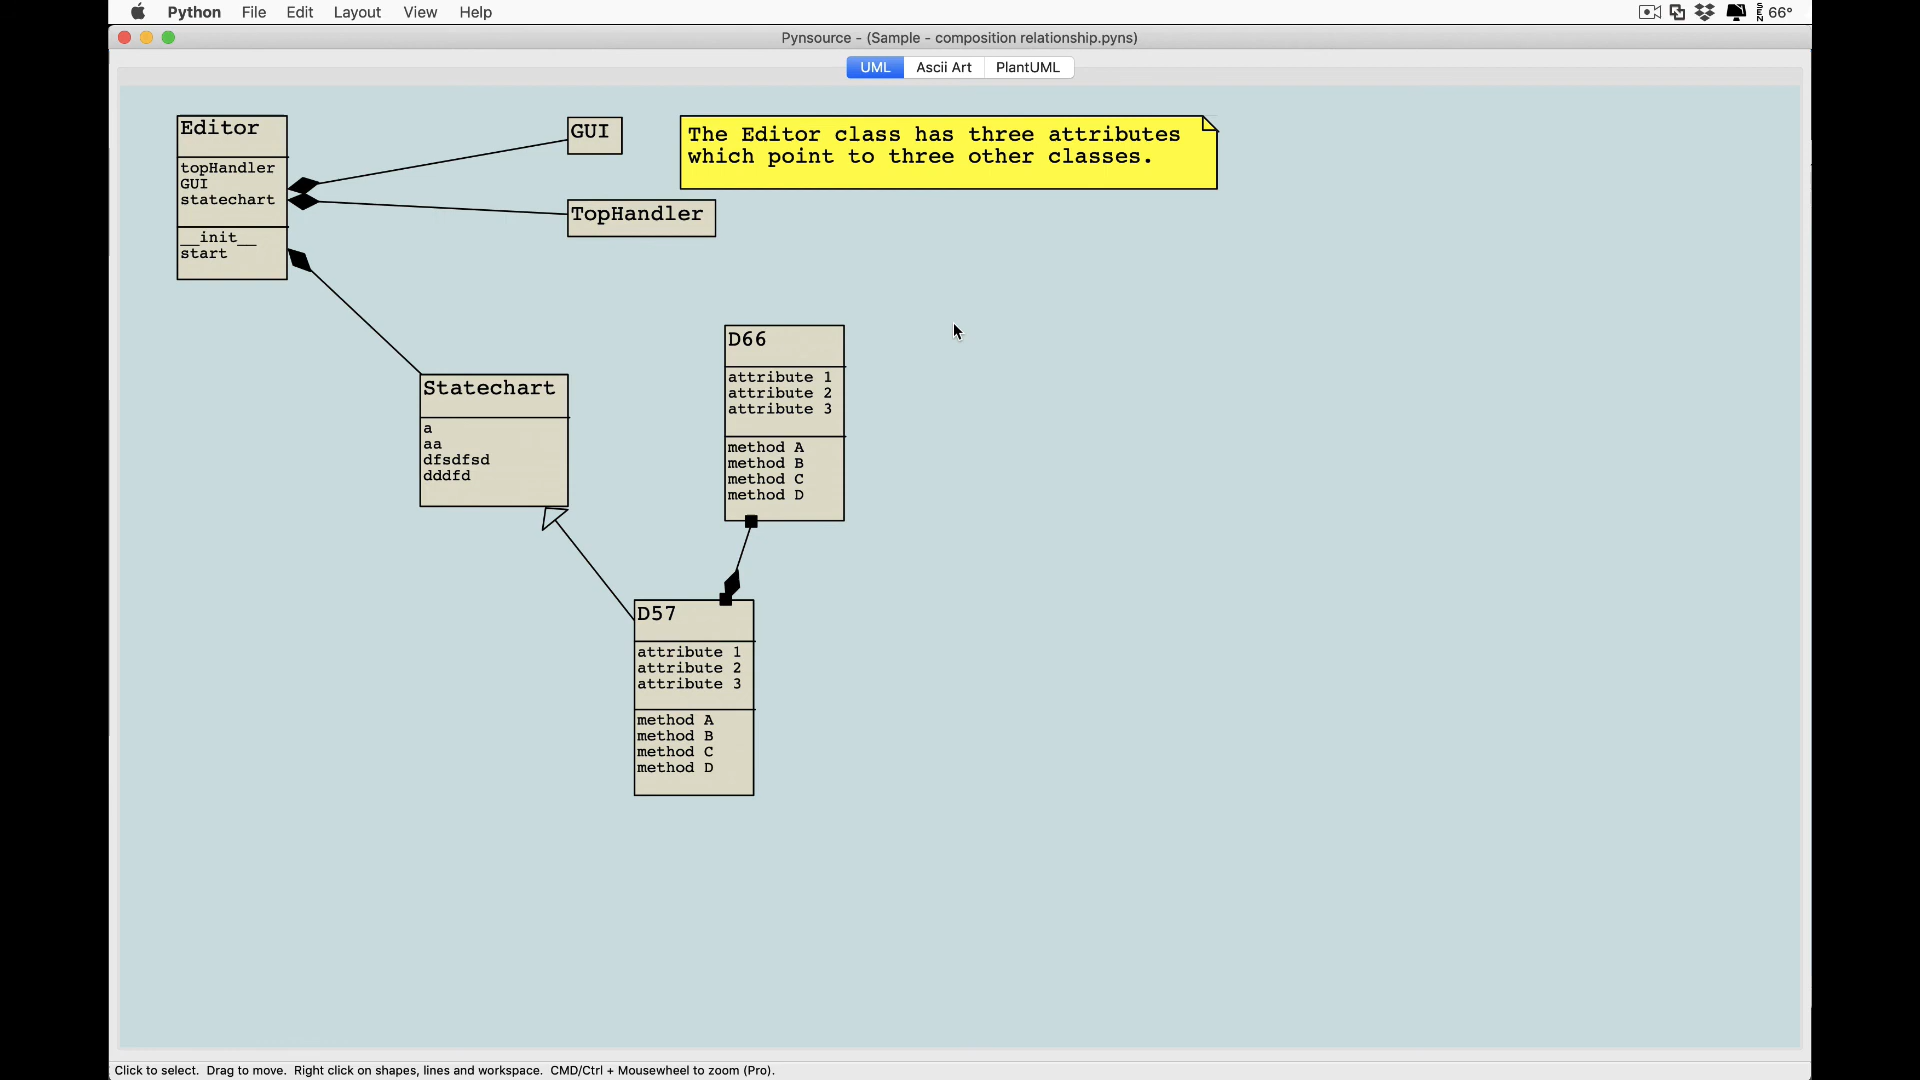 Python File Edit Layout View Help
SEN 66°
Pynsource - (Sample - composition relationship.pyns)
UML Ascii Art PlantUML
Editor
topHandler
GUI
statechart
__init__
start
GUI
The Editor class has three attributes
which point to three other classes.
TopHandler
Statechart
a
aa
dfsdfsd
dddfd
D66
attribute 1
attribute 2
attribute 3
method A
method B
method C
method D
D57
attribute 1
attribute 2
attribute 3
method A
method B
method C
method D
Click to select. Drag to move. Right click on shapes, lines and workspace. CMD/Ctrl + Mousewheel to zoom (Pro).